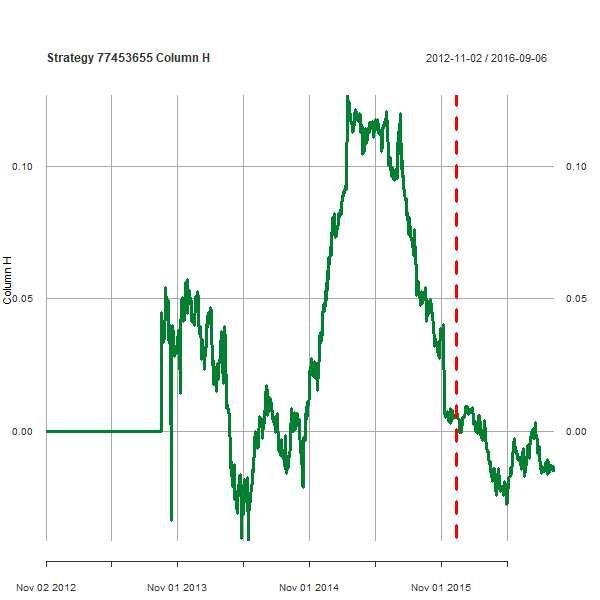 Strategy 77453655 Column H
2012-11-02 / 2016-09-06
0.10
0.10
Column H
0.05
0.05
0.00
0.00
Nov 02 2012
Nov 01 2013
Nov 01 2014
Nov 01 2015